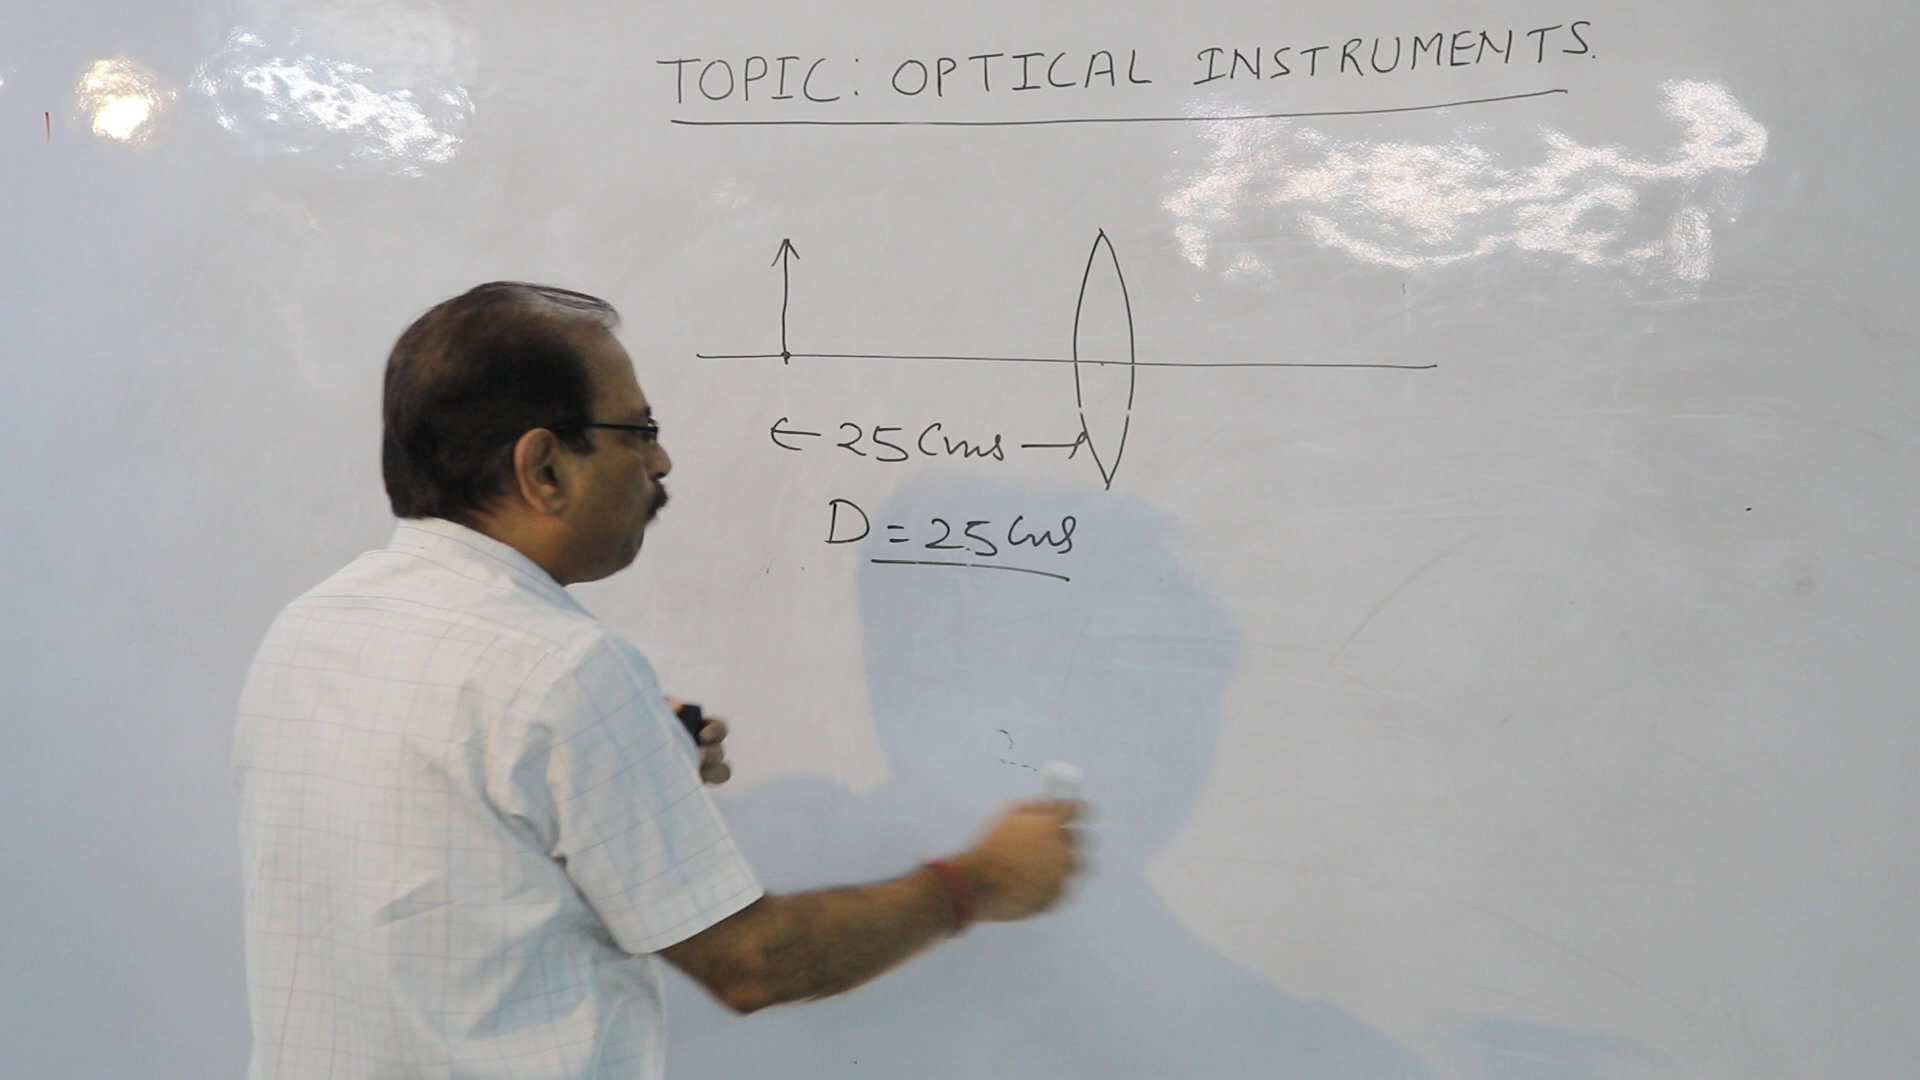 TOPIC: OPTICAL INSTRUMENTS.
← 25 Cms →
D = 25 Cms